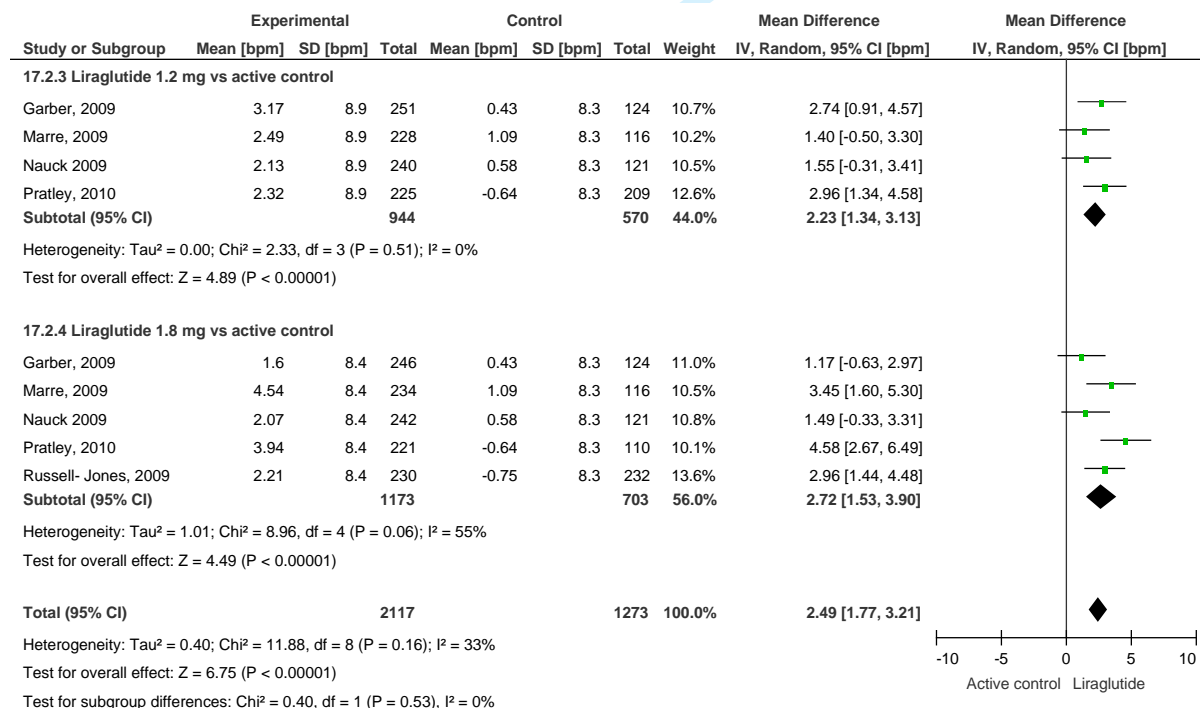 Experimental Control Mean Difference Mean Difference
Study or Subgroup Mean [bpm] SD [bpm] Total Mean [bpm] SD [bpm] Total Weight IV, Random, 95% CI [bpm] IV, Random, 95% CI [bpm]
17.2.3 Liraglutide 1.2 mg vs active control
Garber, 2009 3.17 8.9 251 0.43 8.3 124 10.7% 2.74 [0.91, 4.57]
Marre, 2009 2.49 8.9 228 1.09 8.3 116 10.2% 1.40 [-0.50, 3.30]
Nauck 2009 2.13 8.9 240 0.58 8.3 121 10.5% 1.55 [-0.31, 3.41]
Pratley, 2010 2.32 8.9 225 -0.64 8.3 209 12.6% 2.96 [1.34, 4.58]
Subtotal (95% CI) 944 570 44.0% 2.23 [1.34, 3.13]
Heterogeneity: Tau² = 0.00; Chi² = 2.33, df = 3 (P = 0.51); I² = 0%
Test for overall effect: Z = 4.89 (P < 0.00001)
17.2.4 Liraglutide 1.8 mg vs active control
Garber, 2009 1.6 8.4 246 0.43 8.3 124 11.0% 1.17 [-0.63, 2.97]
Marre, 2009 4.54 8.4 234 1.09 8.3 116 10.5% 3.45 [1.60, 5.30]
Nauck 2009 2.07 8.4 242 0.58 8.3 121 10.8% 1.49 [-0.33, 3.31]
Pratley, 2010 3.94 8.4 221 -0.64 8.3 110 10.1% 4.58 [2.67, 6.49]
Russell- Jones, 2009 2.21 8.4 230 -0.75 8.3 232 13.6% 2.96 [1.44, 4.48]
Subtotal (95% CI) 1173 703 56.0% 2.72 [1.53, 3.90]
Heterogeneity: Tau² = 1.01; Chi² = 8.96, df = 4 (P = 0.06); I² = 55%
Test for overall effect: Z = 4.49 (P < 0.00001)
Total (95% CI) 2117 1273 100.0% 2.49 [1.77, 3.21]
Heterogeneity: Tau² = 0.40; Chi² = 11.88, df = 8 (P = 0.16); I² = 33%
Test for overall effect: Z = 6.75 (P < 0.00001)
Test for subgroup differences: Chi² = 0.40, df = 1 (P = 0.53), I² = 0%
-10 -5 0 5 10
Active control Liraglutide